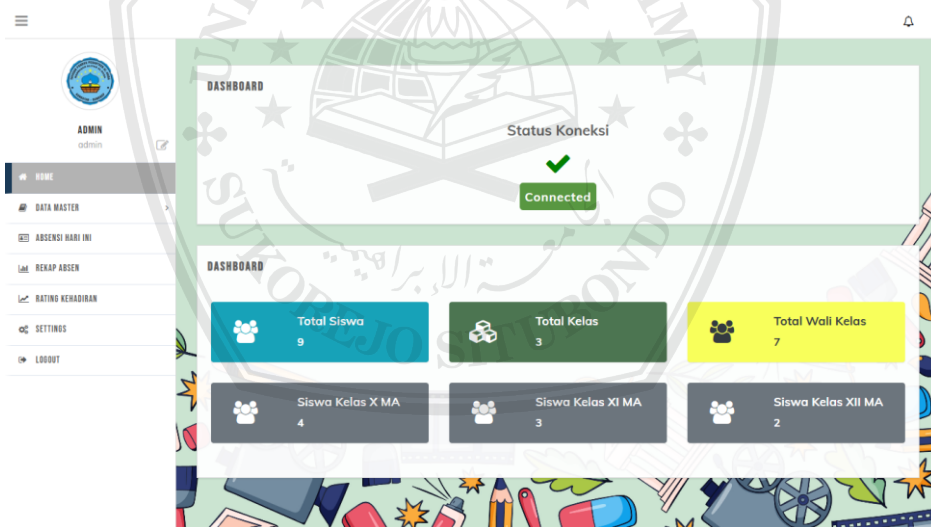 ADMIN
admin
HOME
DATA MASTER
ABSENSI HARI INI
REKAP ABSEN
RATING KEHADIRAN
SETTINGS
LOGOUT
DASHBOARD
Status Koneksi
Connected
DASHBOARD
Total Siswa
9
Total Kelas
3
Total Wali Kelas
7
Siswa Kelas X MA
4
Siswa Kelas XI MA
3
Siswa Kelas XII MA
2
SUKOREJO SITUBONDO